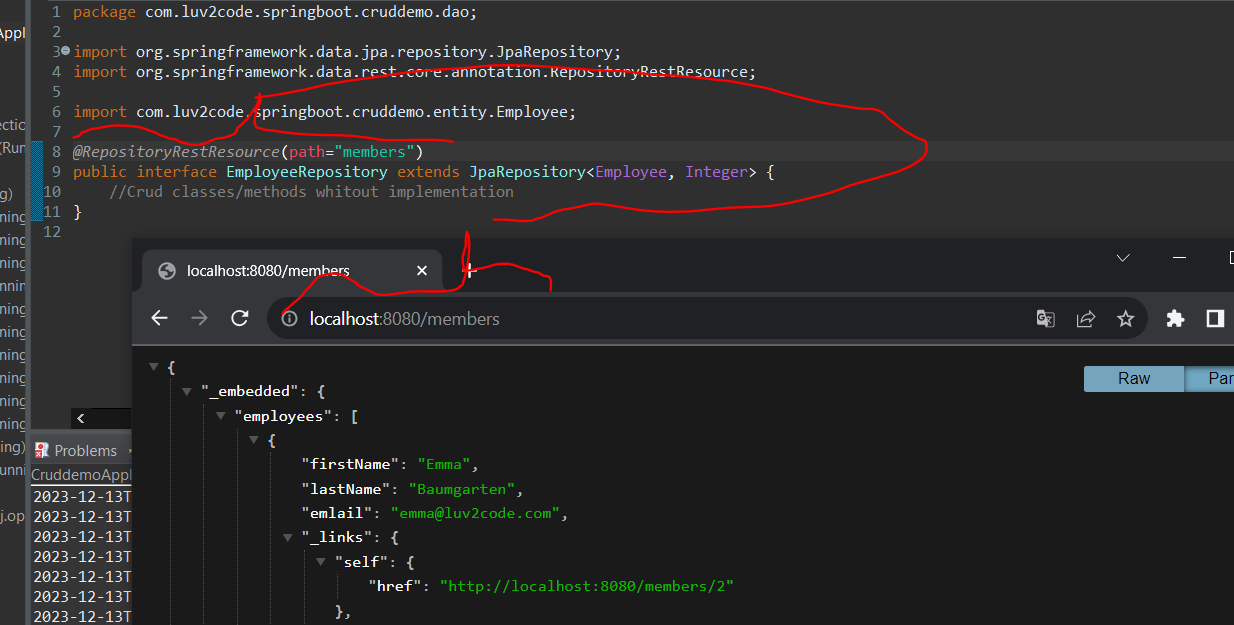 Appl
ectio
(Run
g)
ning
ning
ning
nnin
ning
ning
ning
ning
ning
ning
ing)
unni
j.op
1 package com.luv2code.springboot.cruddemo.dao;
2
3 import org.springframework.data.jpa.repository.JpaRepository;
4 import org.springframework.data.rest.core.annotation.RepositoryRestResource;
5
6 import com.luv2code.springboot.cruddemo.entity.Employee;
7
8 @RepositoryRestResource(path="members")
9 public interface EmployeeRepository extends JpaRepository<Employee, Integer> {
10 //Crud classes/methods whitout implementation
11 }
12
Problems
CruddemoAppl
2023-12-13T
2023-12-13T
2023-12-13T
2023-12-13T
2023-12-13T
2023-12-13T
2023-12-13T
localhost:8080/members
localhost:8080/members
Raw Par
{
"_embedded": {
"employees": [
{
"firstName": "Emma",
"lastName": "Baumgarten",
"emlail": "emma@luv2code.com",
"_links": {
"self": {
"href": "http://localhost:8080/members/2"
},